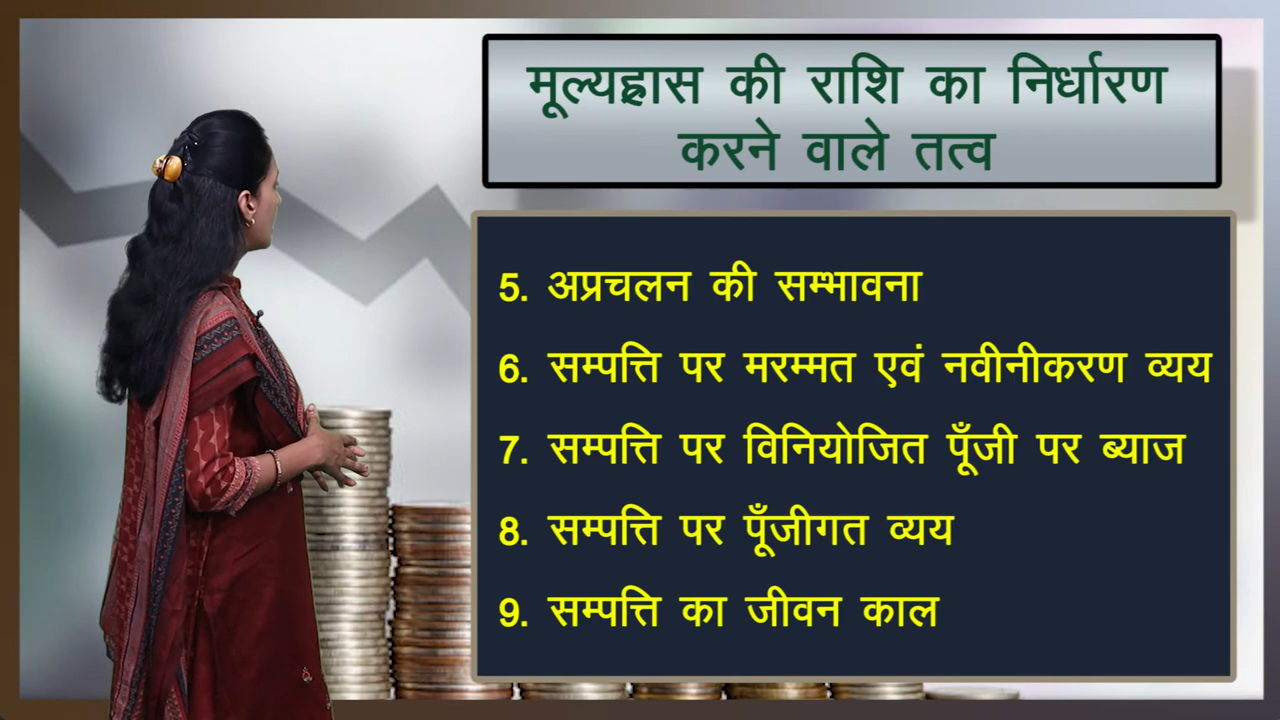 मूल्यह्रास की राशि का निर्धारण
करने वाले तत्व
5. अप्रचलन की सम्भावना
6. सम्पत्ति पर मरम्मत एवं नवीनीकरण व्यय
7. सम्पत्ति पर विनियोजित पूँजी पर ब्याज
8. सम्पत्ति पर पूँजीगत व्यय
9. सम्पत्ति का जीवन काल